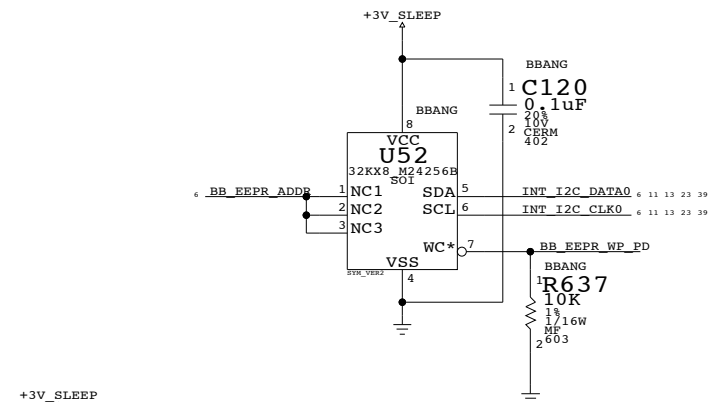 +3V_SLEEP
BBANG
1 C120
0.1uF
20%
10V
2 CERM
402
BBANG
8
VCC
U52
32KX8_M24256B
SOI
6 BB_EEPR_ADDR 1 NC1 SDA 5 INT_I2C_DATA0 6 11 13 23 39
2 NC2 SCL 6 INT_I2C_CLK0 6 11 13 23 39
3 NC3
WC* 7 BB_EEPR_WP_PD
VSS
SYM_VER2
4
BBANG
1 R637
10K
1%
1/16W
MF
2 603
+3V_SLEEP